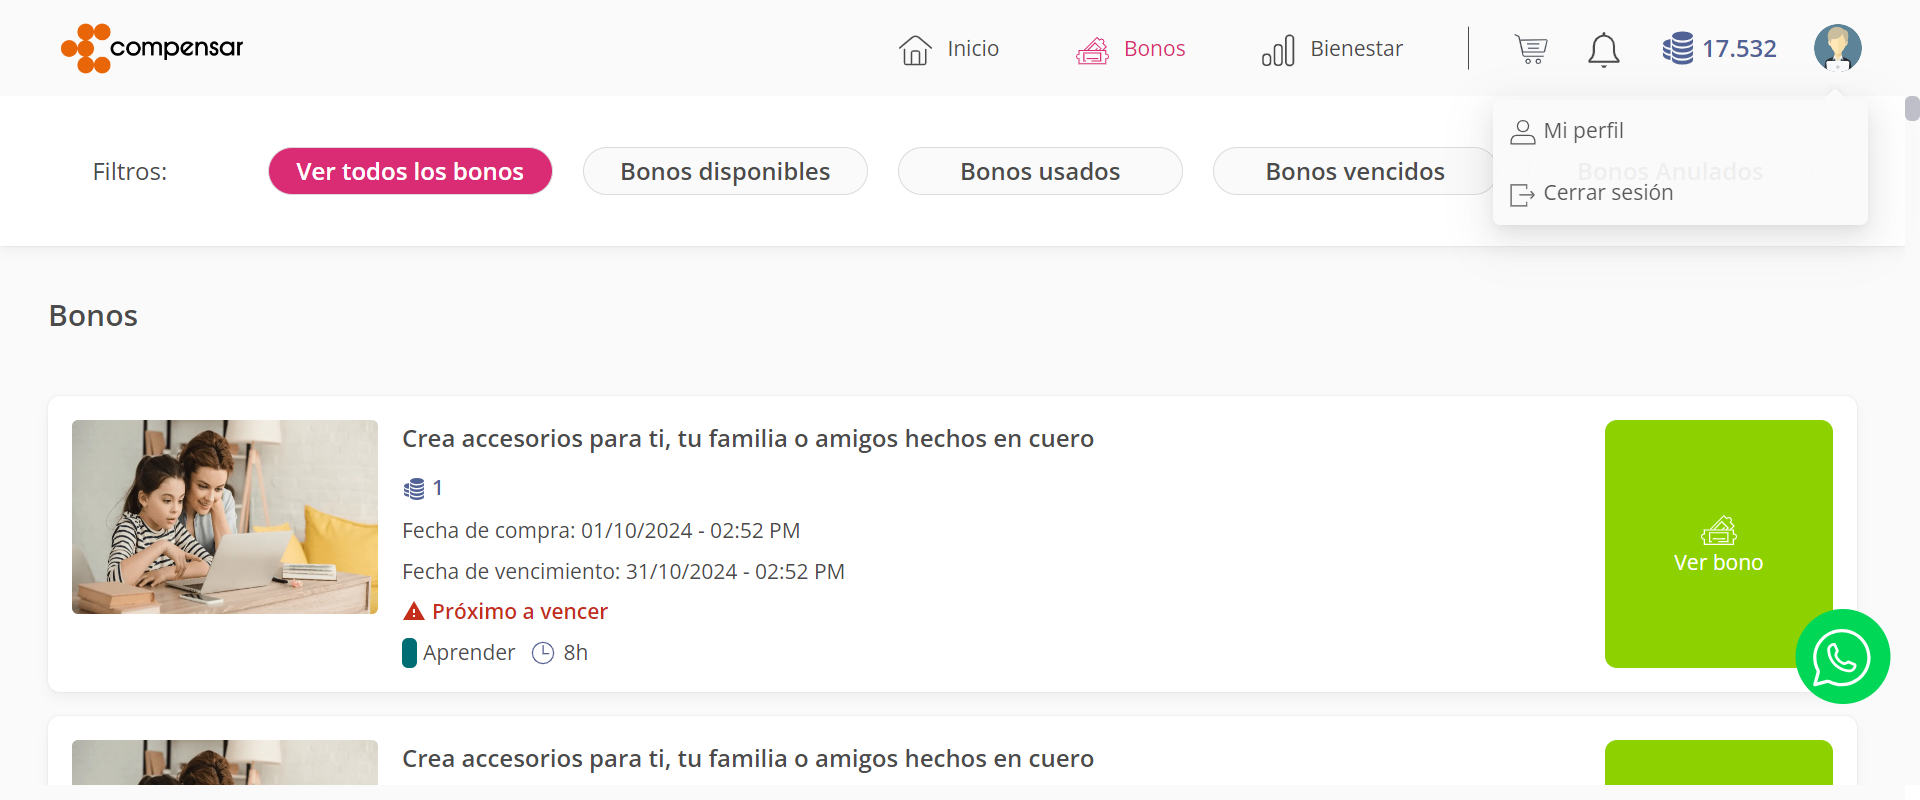 compensar
Inicio
Bonos
Bienestar
17.532
Mi perfil
Cerrar sesión
Filtros:
Ver todos los bonos
Bonos disponibles
Bonos usados
Bonos vencidos
Bonos Anulados
Bonos
Crea accesorios para ti, tu familia o amigos hechos en cuero
1
Fecha de compra: 01/10/2024 - 02:52 PM
Fecha de vencimiento: 31/10/2024 - 02:52 PM
Próximo a vencer
Aprender
8h
Ver bono
Crea accesorios para ti, tu familia o amigos hechos en cuero